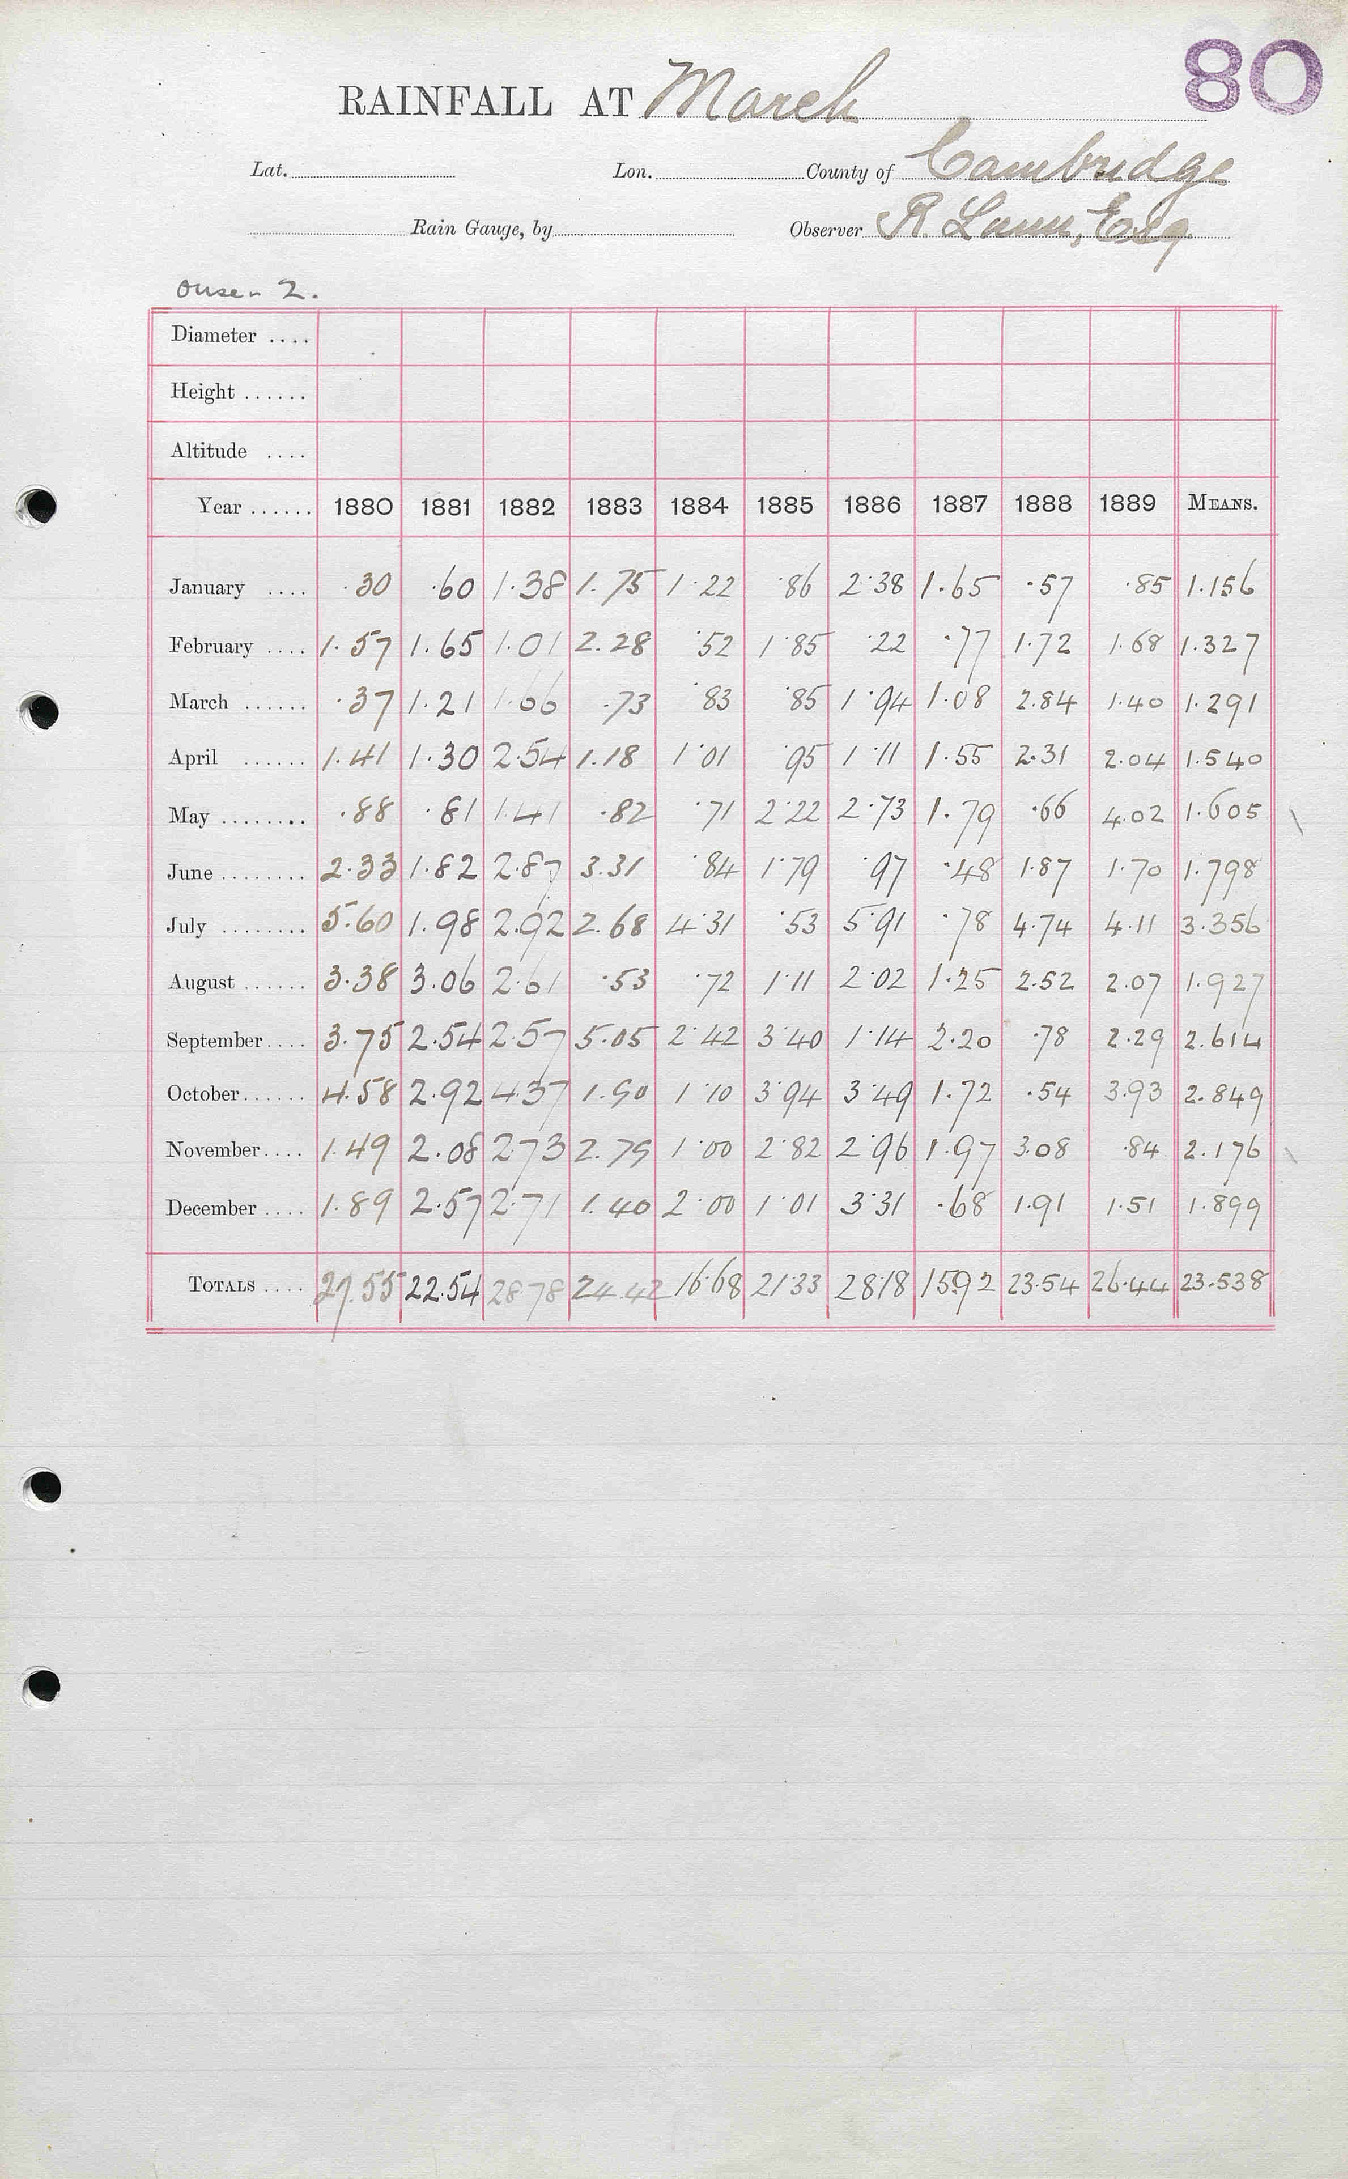 80
RAINFALL AT March
Lat. Lon. County of Cambridge
Rain Gauge, by Observer R. Lunn, Esq.
Ouse 2.
Diameter ....
Height ......
Altitude ....
Year ...... 1880 1881 1882 1883 1884 1885 1886 1887 1888 1889 MEANS.
January .... .30 .60 1.38 1.75 1.22 .86 2.38 1.65 .57 .85 1.156
February .... 1.57 1.65 1.01 2.28 .52 1.85 .22 .77 1.72 1.68 1.327
March ...... .37 1.21 1.66 .73 .83 .85 1.94 1.08 2.84 1.40 1.291
April ...... 1.41 1.30 2.54 1.18 1.01 .95 1.11 1.55 2.31 2.04 1.540
May ........ .88 .81 1.41 .82 .71 2.22 2.73 1.79 .66 4.02 1.605
June ........ 2.33 1.82 2.87 3.31 .84 1.79 .97 .48 1.87 1.70 1.798
July ........ 5.60 1.98 2.92 2.68 4.31 .53 5.91 .78 4.74 4.11 3.356
August ...... 3.38 3.06 2.61 .53 .72 1.11 2.02 1.25 2.52 2.07 1.927
September .... 3.75 2.54 2.57 5.05 2.42 3.40 1.14 2.20 .78 2.29 2.614
October ...... 4.58 2.92 4.37 1.90 1.10 3.94 3.49 1.72 .54 3.93 2.849
November .... 1.49 2.08 2.73 2.79 1.00 2.82 2.96 1.97 3.08 .84 2.176
December .... 1.89 2.57 2.71 1.40 2.00 1.01 3.31 .68 1.91 1.51 1.899
TOTALS .... 27.55 22.54 28.78 24.42 16.68 21.33 28.18 15.92 23.54 26.44 23.538